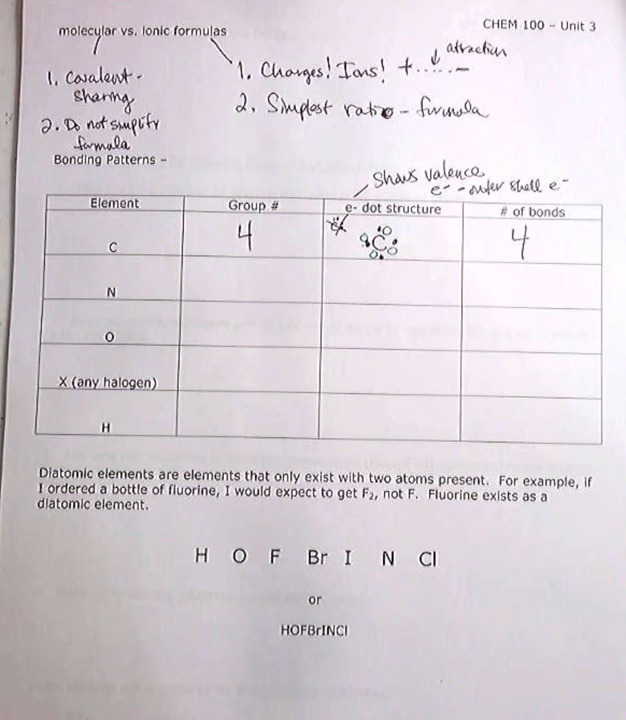 CHEM 100 – Unit 3
molecular vs. ionic formulas
1. Covalent -
sharing
2. Do not simplify
formula
attraction
1. Charges! Ions! + ...... –
2. Simplest ratio - formula
Bonding Patterns –
Shows valence
e- - outer shell e-
Element Group # e- dot structure # of bonds
C 4 C 4
N
O
X (any halogen)
H
Diatomic elements are elements that only exist with two atoms present. For example, if
I ordered a bottle of fluorine, I would expect to get F₂, not F. Fluorine exists as a
diatomic element.
H O F Br I N Cl
or
HOFBrINCl